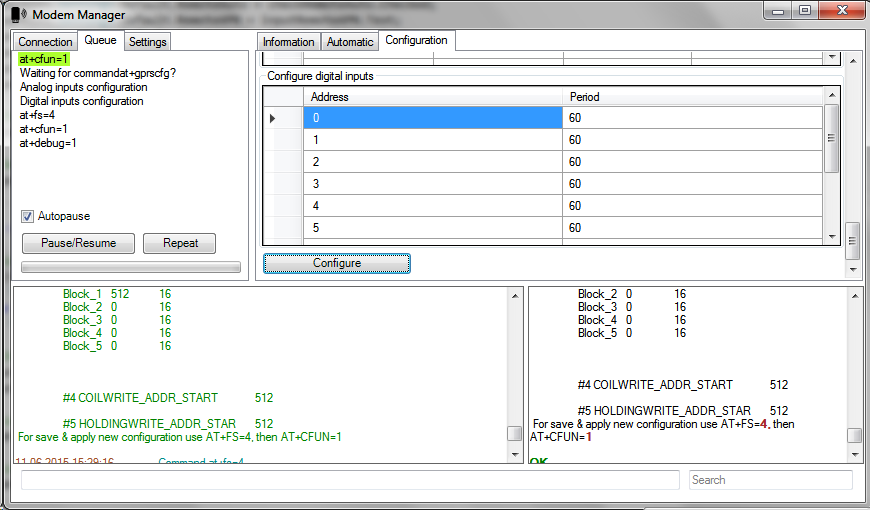 Modem Manager
Connection Queue Settings
at+cfun=1
Waiting for commandat+gprscfg?
Analog inputs configuration
Digital inputs configuration
at+fs=4
at+cfun=1
at+debug=1
Autopause
Pause/Resume Repeat
Information Automatic Configuration
Configure digital inputs
Address Period
0 60
1 60
2 60
3 60
4 60
5 60
Configure
Block_1 512 16
Block_2 0 16
Block_3 0 16
Block_4 0 16
Block_5 0 16
#4 COILWRITE_ADDR_START 512
#5 HOLDINGWRITE_ADDR_STAR 512
For save & apply new configuration use AT+FS=4, then AT+CFUN=1
11.06.2015 15:29:16 Command at+fs=4
Block_2 0 16
Block_3 0 16
Block_4 0 16
Block_5 0 16
#4 COILWRITE_ADDR_START 512
#5 HOLDINGWRITE_ADDR_STAR 512
For save & apply new configuration use AT+FS=4, then
AT+CFUN=1
OK
Search